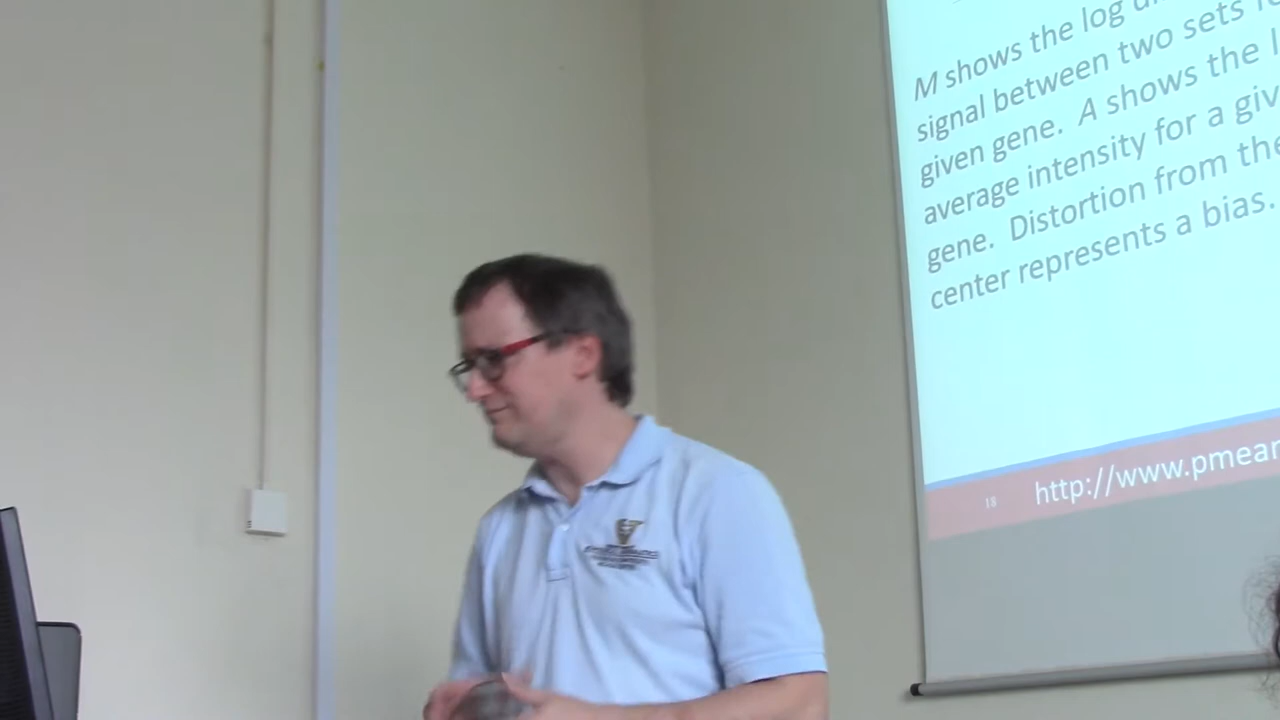 M shows the log
signal between two sets
given gene. A shows the
average intensity for a giv
gene. Distortion from the
center represents a bias.
18 http://www.pmear